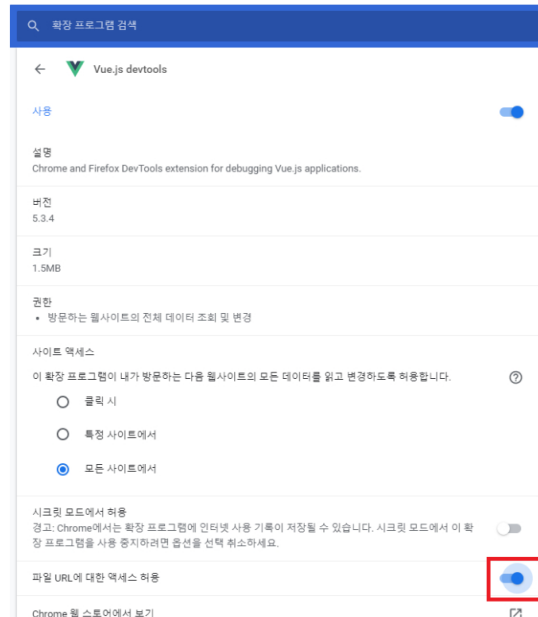 확장 프로그램 검색
Vue.js devtools
사용
설명
Chrome and Firefox DevTools extension for debugging Vue.js applications.
버전
5.3.4
크기
1.5MB
권한
• 방문하는 웹사이트의 전체 데이터 조회 및 변경
사이트 액세스
이 확장 프로그램이 내가 방문하는 다음 웹사이트의 모든 데이터를 읽고 변경하도록 허용합니다.
클릭 시
특정 사이트에서
모든 사이트에서
시크릿 모드에서 허용
경고: Chrome에서는 확장 프로그램에 인터넷 사용 기록이 저장될 수 있습니다. 시크릿 모드에서 이 확
장 프로그램을 사용 중지하려면 옵션을 선택 취소하세요.
파일 URL에 대한 액세스 허용
Chrome 웹 스토어에서 보기